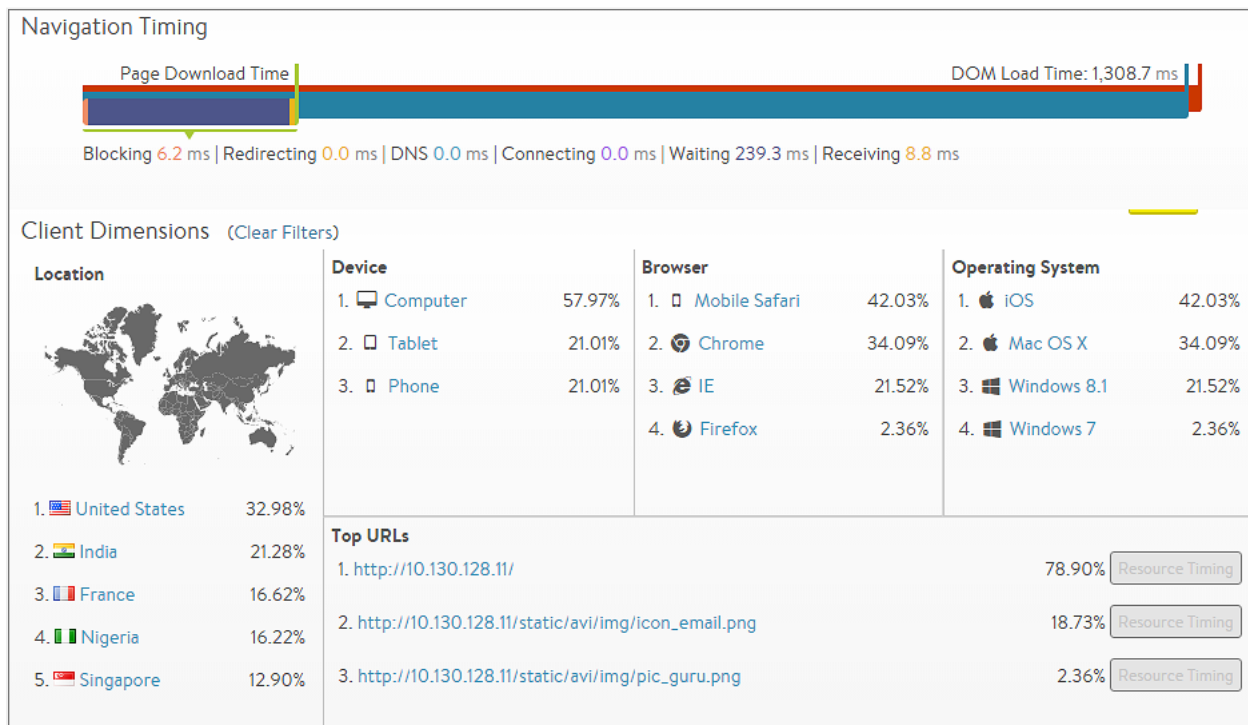 Navigation Timing
Page Download Time
DOM Load Time: 1,308.7 ms
Blocking 6.2 ms | Redirecting 0.0 ms | DNS 0.0 ms | Connecting 0.0 ms | Waiting 239.3 ms | Receiving 8.8 ms
Client Dimensions (Clear Filters)
Location
1. United States 32.98%
2. India 21.28%
3. France 16.62%
4. Nigeria 16.22%
5. Singapore 12.90%
Device
1. Computer 57.97%
2. Tablet 21.01%
3. Phone 21.01%
Browser
1. Mobile Safari 42.03%
2. Chrome 34.09%
3. IE 21.52%
4. Firefox 2.36%
Operating System
1. iOS 42.03%
2. Mac OS X 34.09%
3. Windows 8.1 21.52%
4. Windows 7 2.36%
Top URLs
1. http://10.130.128.11/ 78.90% Resource Timing
2. http://10.130.128.11/static/avi/img/icon_email.png 18.73% Resource Timing
3. http://10.130.128.11/static/avi/img/pic_guru.png 2.36% Resource Timing